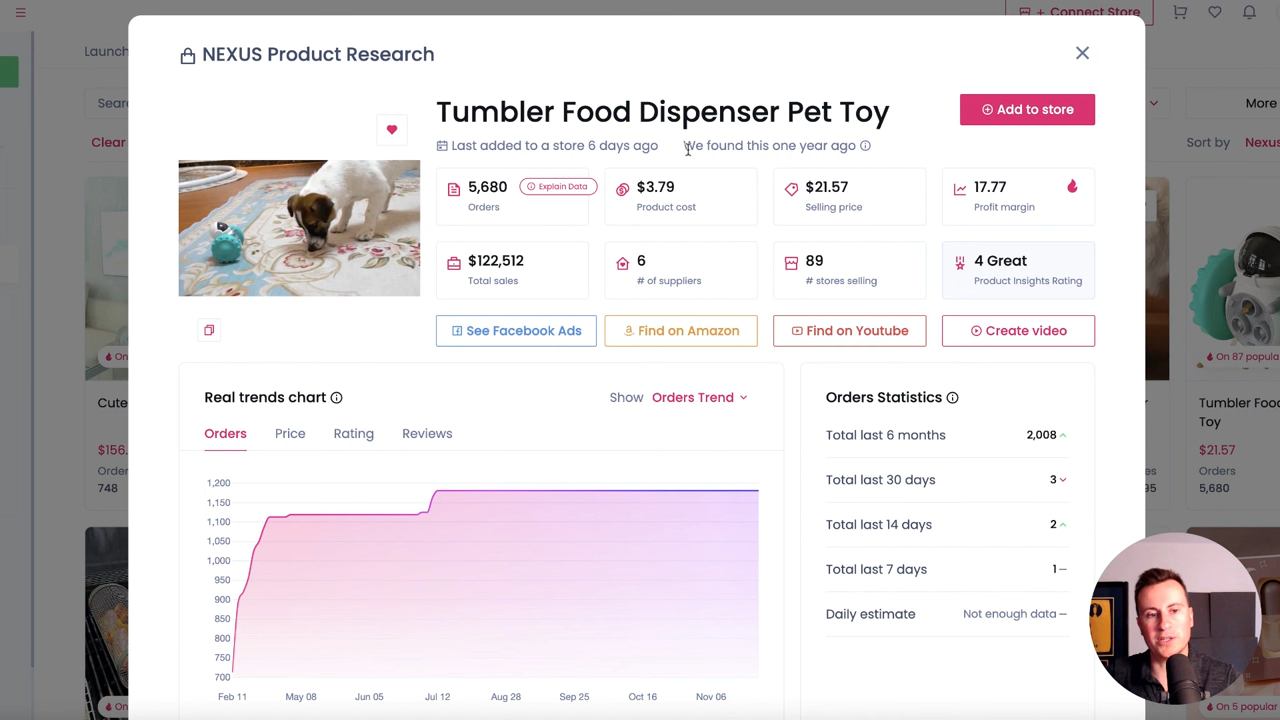 + Connect Store
Launch
NEXUS Product Research
Sear
More
Clear
Sort by Nexus
Tumbler Food Dispenser Pet Toy
Add to store
Last added to a store 6 days ago We found this one year ago
5,680 Explain Data
Orders
$3.79
Product cost
$21.57
Selling price
17.77
Profit margin
$122,512
Total sales
6
# of suppliers
89
# stores selling
4 Great
Product Insights Rating
See Facebook Ads
Find on Amazon
Find on Youtube
Create video
Real trends chart
Show Orders Trend
Orders Price Rating Reviews
1,200
1,150
1,100
1,050
1,000
950
900
850
800
750
700
Feb 11 May 08 Jun 05 Jul 12 Aug 28 Sep 25 Oct 16 Nov 06
Orders Statistics
Total last 6 months 2,008
Total last 30 days 3
Total last 14 days 2
Total last 7 days 1
Daily estimate Not enough data
On
Cute
$156.
Order
748
On
On 87 popula
Tumbler Food
Toy
$21.57
Orders
5,680
On 5 popular